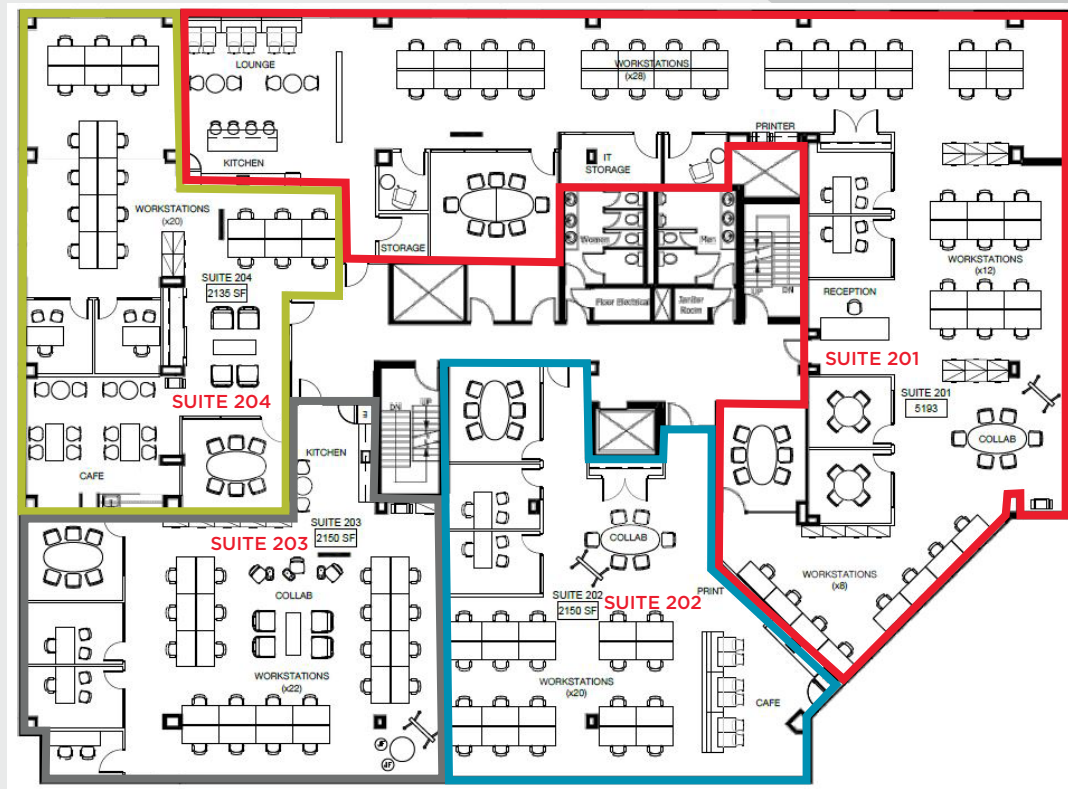 LOUNGE
WORKSTATIONS
(x28)
PRINTER
KITCHEN
IT
STORAGE
WORKSTATIONS
(x20)
STORAGE
Women
Men
SUITE 204
2135 SF
Floor Electrical
Janitor
Room
UP
DN
WORKSTATIONS
(x12)
RECEPTION
SUITE 201
SUITE 201
5193
SUITE 204
DN
UP
COLLAB
KITCHEN
CAFE
SUITE 203
2150 SF
SUITE 203
COLLAB
COLLAB
SUITE 202
2150 SF
SUITE 202
PRINT
WORKSTATIONS
(x8)
WORKSTATIONS
(x22)
WORKSTATIONS
(x20)
CAFE